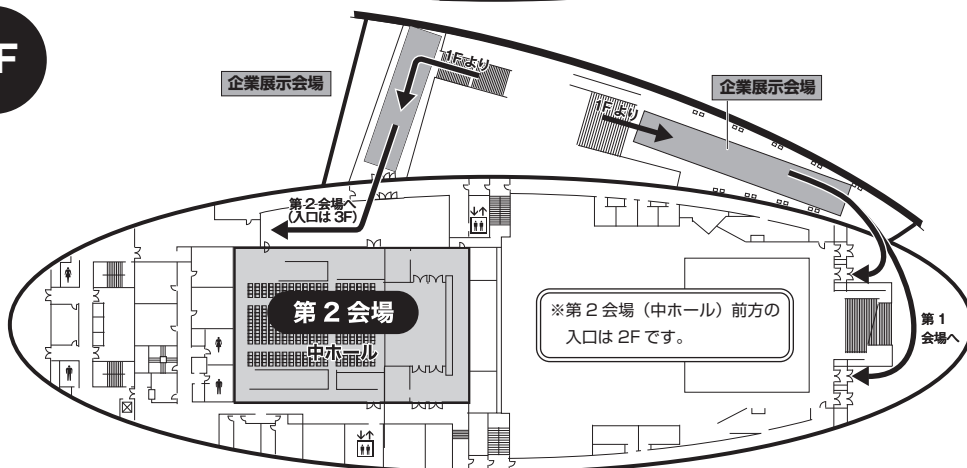 F
企業展示会場
1Fより
企業展示会場
1Fより
第2会場へ
(入口は3F)
第2会場
中ホール
※第2会場（中ホール）前方の
入口は2Fです。
第1
会場へ